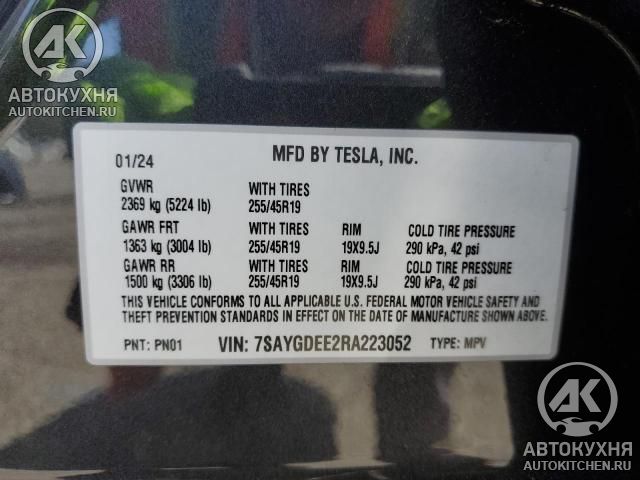 AK
АВТОКУХНЯ
AUTOKITCHEN.RU
01/24 MFD BY TESLA, INC.
GVWR WITH TIRES
2369 kg (5224 lb) 255/45R19
GAWR FRT WITH TIRES RIM COLD TIRE PRESSURE
1363 kg (3004 lb) 255/45R19 19X9.5J 290 kPa, 42 psi
GAWR RR WITH TIRES RIM COLD TIRE PRESSURE
1500 kg (3306 lb) 255/45R19 19X9.5J 290 kPa, 42 psi
THIS VEHICLE CONFORMS TO ALL APPLICABLE U.S. FEDERAL MOTOR VEHICLE SAFETY AND
THEFT PREVENTION STANDARDS IN EFFECT ON THE DATE OF MANUFACTURE SHOWN ABOVE.
PNT: PN01 VIN: 7SAYGDEE2RA223052 TYPE: MPV
AK
АВТОКУХНЯ
AUTOKITCHEN.RU